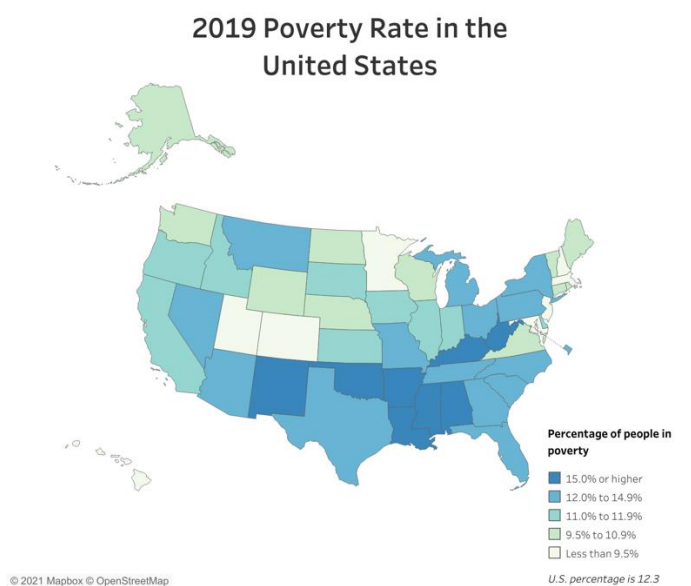 2019 Poverty Rate in the
United States
Percentage of people in
poverty
15.0% or higher
12.0% to 14.9%
11.0% to 11.9%
9.5% to 10.9%
Less than 9.5%
U.S. percentage is 12.3
© 2021 Mapbox © OpenStreetMap